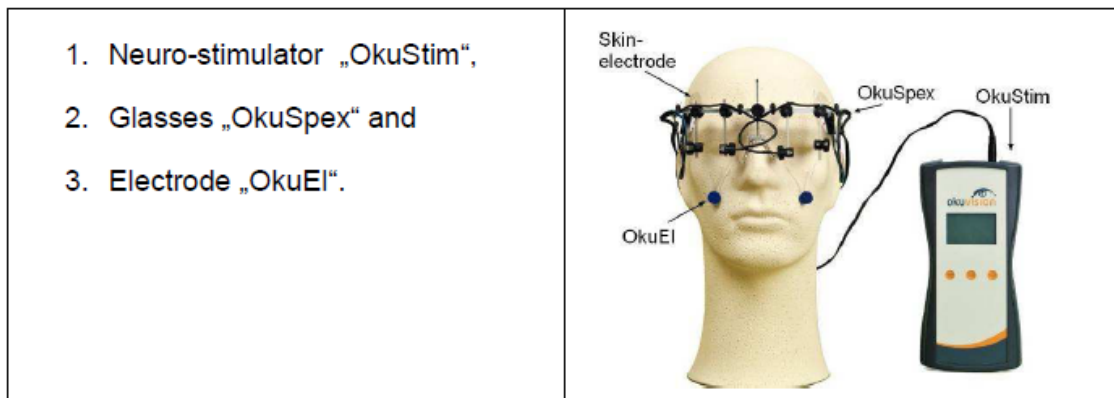 1. Neuro-stimulator „OkuStim“,
2. Glasses „OkuSpex“ and
3. Electrode „OkuEl“.
Skin-
electrode
OkuSpex
OkuStim
okuvision
OkuEl